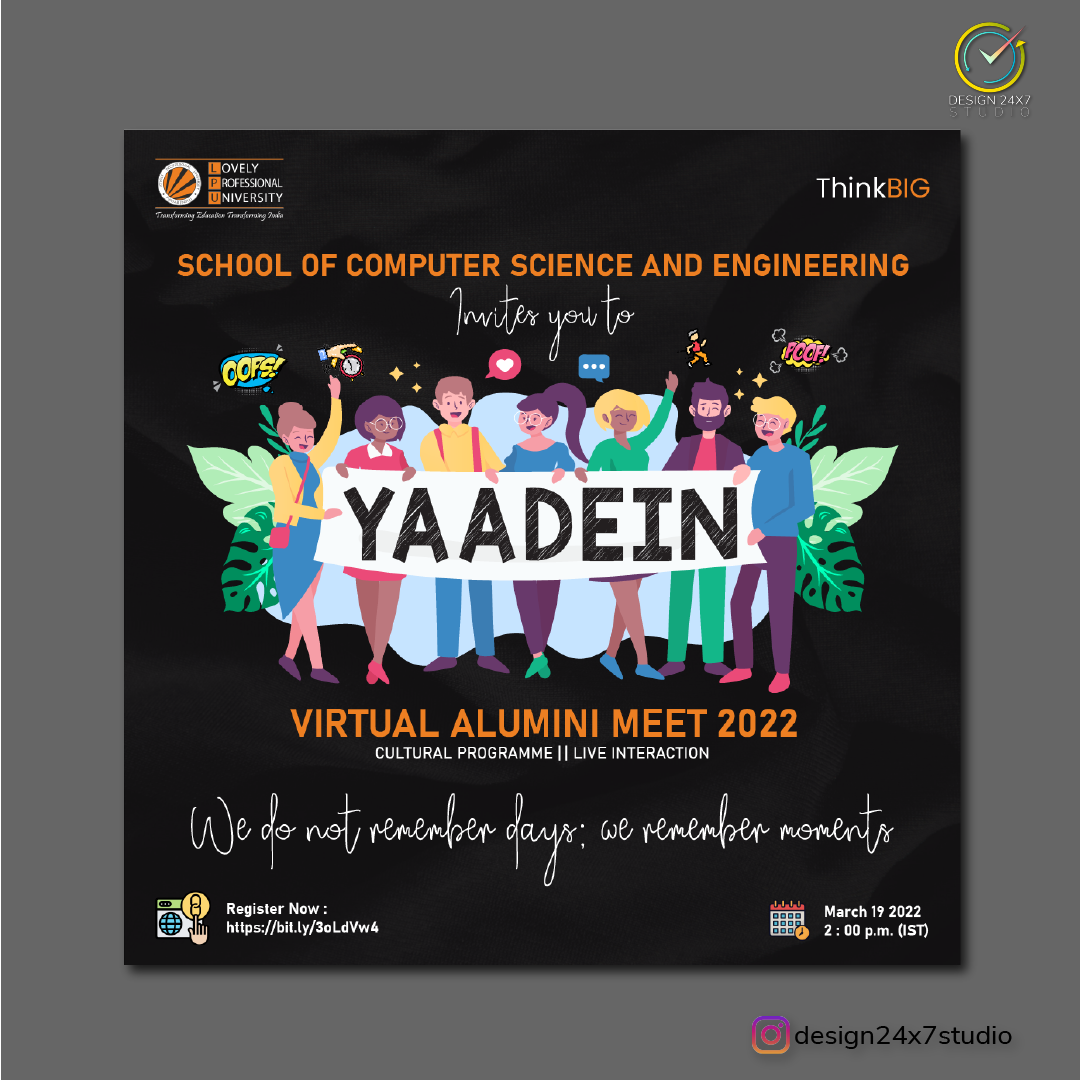 DESIGN 24X7
STUDIO
LOVELY
PROFESSIONAL
UNIVERSITY
Transforming Education Transforming India
ThinkBIG
SCHOOL OF COMPUTER SCIENCE AND ENGINEERING
Invites you to
OOFS!
POOF!
YAADEIN
VIRTUAL ALUMINI MEET 2022
CULTURAL PROGRAMME || LIVE INTERACTION
We do not remember days; we remember moments
Register Now :
https://bit.ly/3oLdVw4
March 19 2022
2 : 00 p.m. (IST)
design24x7studio